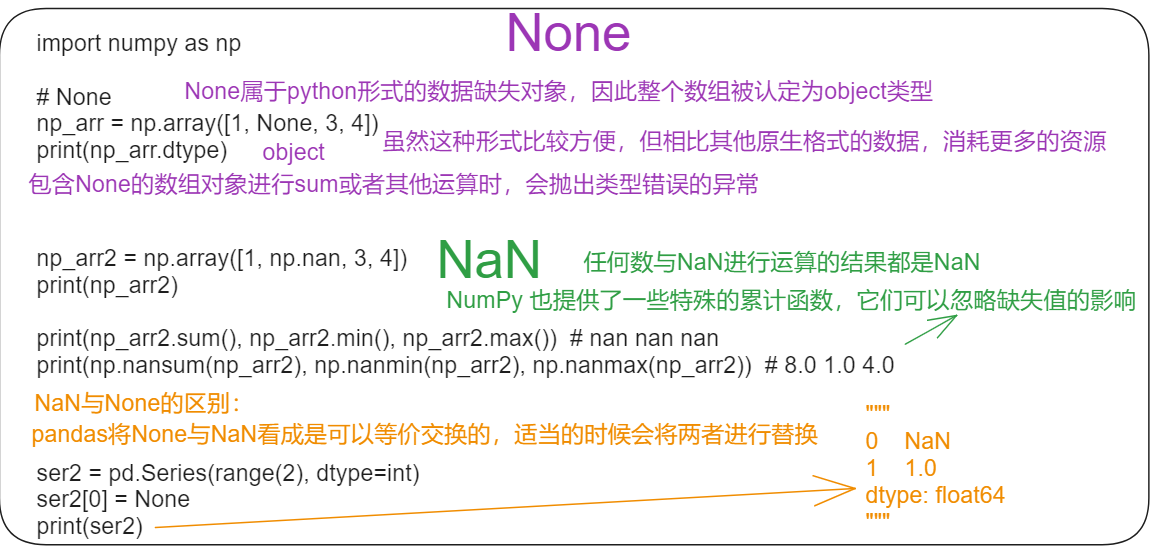 import numpy as np
None
# None
None属于python形式的数据缺失对象，因此整个数组被认定为object类型
np_arr = np.array([1, None, 3, 4])
print(np_arr.dtype)
object
虽然这种形式比较方便，但相比其他原生格式的数据，消耗更多的资源
包含None的数组对象进行sum或者其他运算时，会抛出类型错误的异常
np_arr2 = np.array([1, np.nan, 3, 4])
print(np_arr2)
NaN
任何数与NaN进行运算的结果都是NaN
NumPy 也提供了一些特殊的累计函数，它们可以忽略缺失值的影响
print(np_arr2.sum(), np_arr2.min(), np_arr2.max())  # nan nan nan
print(np.nansum(np_arr2), np.nanmin(np_arr2), np.nanmax(np_arr2))  # 8.0 1.0 4.0
NaN与None的区别：
pandas将None与NaN看成是可以等价交换的，适当的时候会将两者进行替换
ser2 = pd.Series(range(2), dtype=int)
ser2[0] = None
print(ser2)
"""
0    NaN
1    1.0
dtype: float64
"""